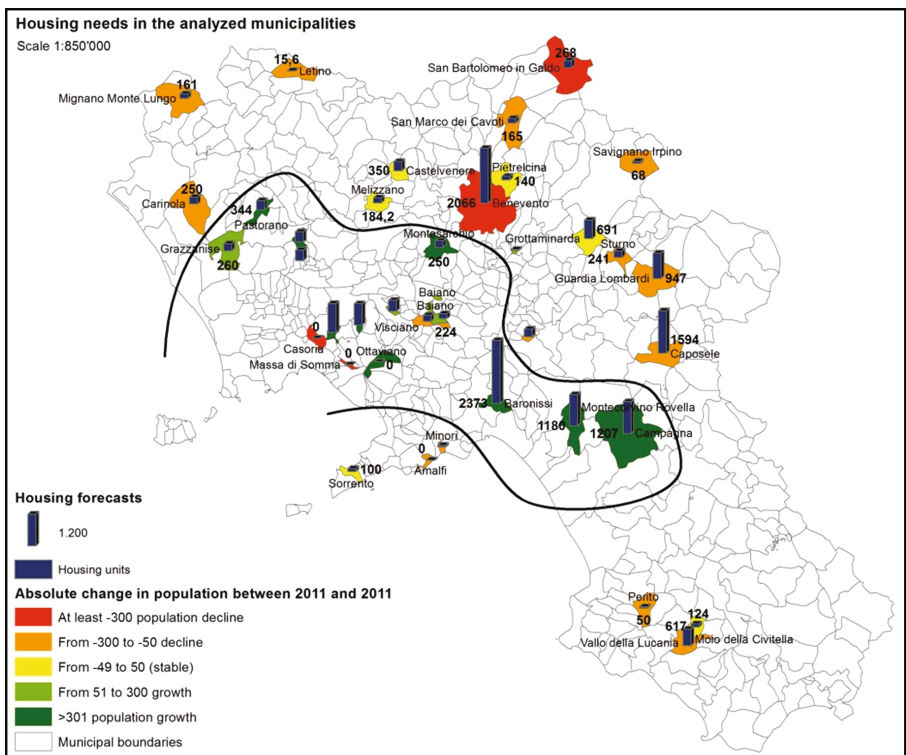 Housing needs in the analyzed municipalities
Scale 1:850'000
268
San Bartolomeo in Galdo
15,6
Letino
161
Mignano Monte Lungo
San Marco dei Cavoti
165
Savignano Irpino
68
350
Castelvenere
Pietrelcina
140
Melizzano
184,2
2066
Benevento
250
Carinola
344
Pastorano
Grazzanise
260
Montesarchio
250
Grottaminarda
691
Sturno
241
Guardia Lombardi
947
Baiano
Baiano
Visciano
224
0
Casoria
0
Ottaviano
Massa di Somma
0
1594
Caposele
2373
Baronissi
Montecorvino Rovella
1180
1207
Campagna
Minori
0
Amalfi
100
Sorrento
Housing forecasts
1.200
Housing units
Absolute change in population between 2011 and 2011
At least -300 population decline
From -300 to -50 decline
From -49 to 50 (stable)
From 51 to 300 growth
>301 population growth
Municipal boundaries
Perito
50
124
617
Vallo della Lucania
Moio della Civitella